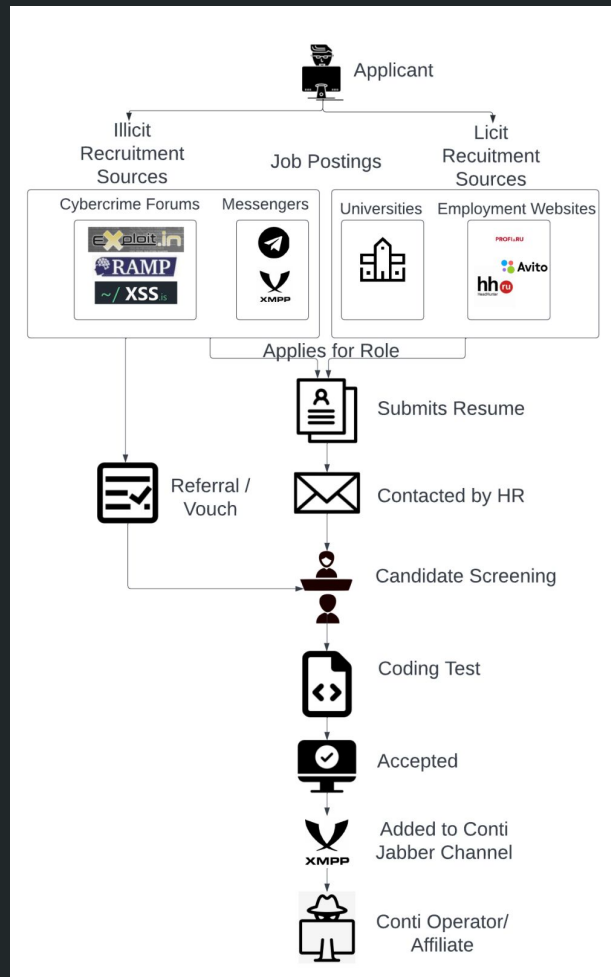 Applicant
Illicit
Recruitment
Sources
Job Postings
Licit
Recuitment
Sources
Cybercrime Forums
Messengers
Universities
Employment Websites
exploit.in
RAMP
~/ XSS.is
XMPP
PROFI.RU
Avito
hh ru
HeadHunter
Applies for Role
Submits Resume
Referral /
Vouch
Contacted by HR
Candidate Screening
Coding Test
Accepted
XMPP
Added to Conti
Jabber Channel
Conti Operator/
Affiliate